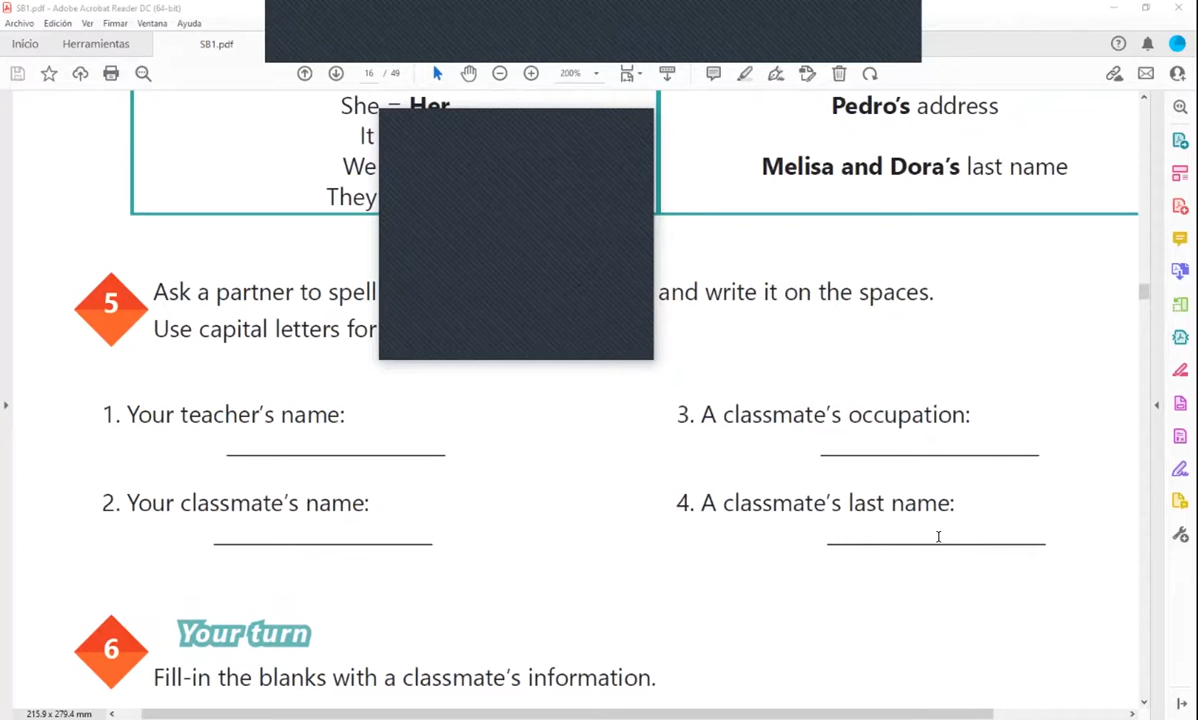 SB1.pdf - Adobe Acrobat Reader DC (64-bit)
Archivo Edición Ver Firmar Ventana Ayuda
Inicio Herramientas SB1.pdf
16 / 49 200%
She = Her
It
We
They
Pedro's address
Melisa and Dora's last name
5 Ask a partner to spell and write it on the spaces.
Use capital letters for
1. Your teacher's name:
2. Your classmate's name:
3. A classmate's occupation:
4. A classmate's last name:
6 Your turn
Fill-in the blanks with a classmate's information.
215.9 x 279.4 mm